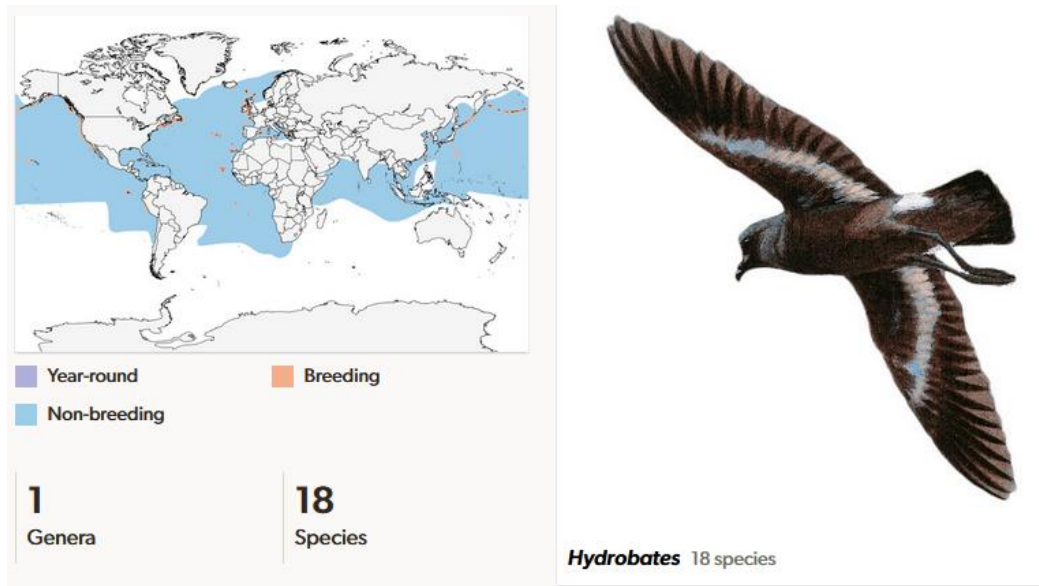 Year-round
Breeding
Non-breeding
1
Genera
18
Species
Hydrobates 18 species